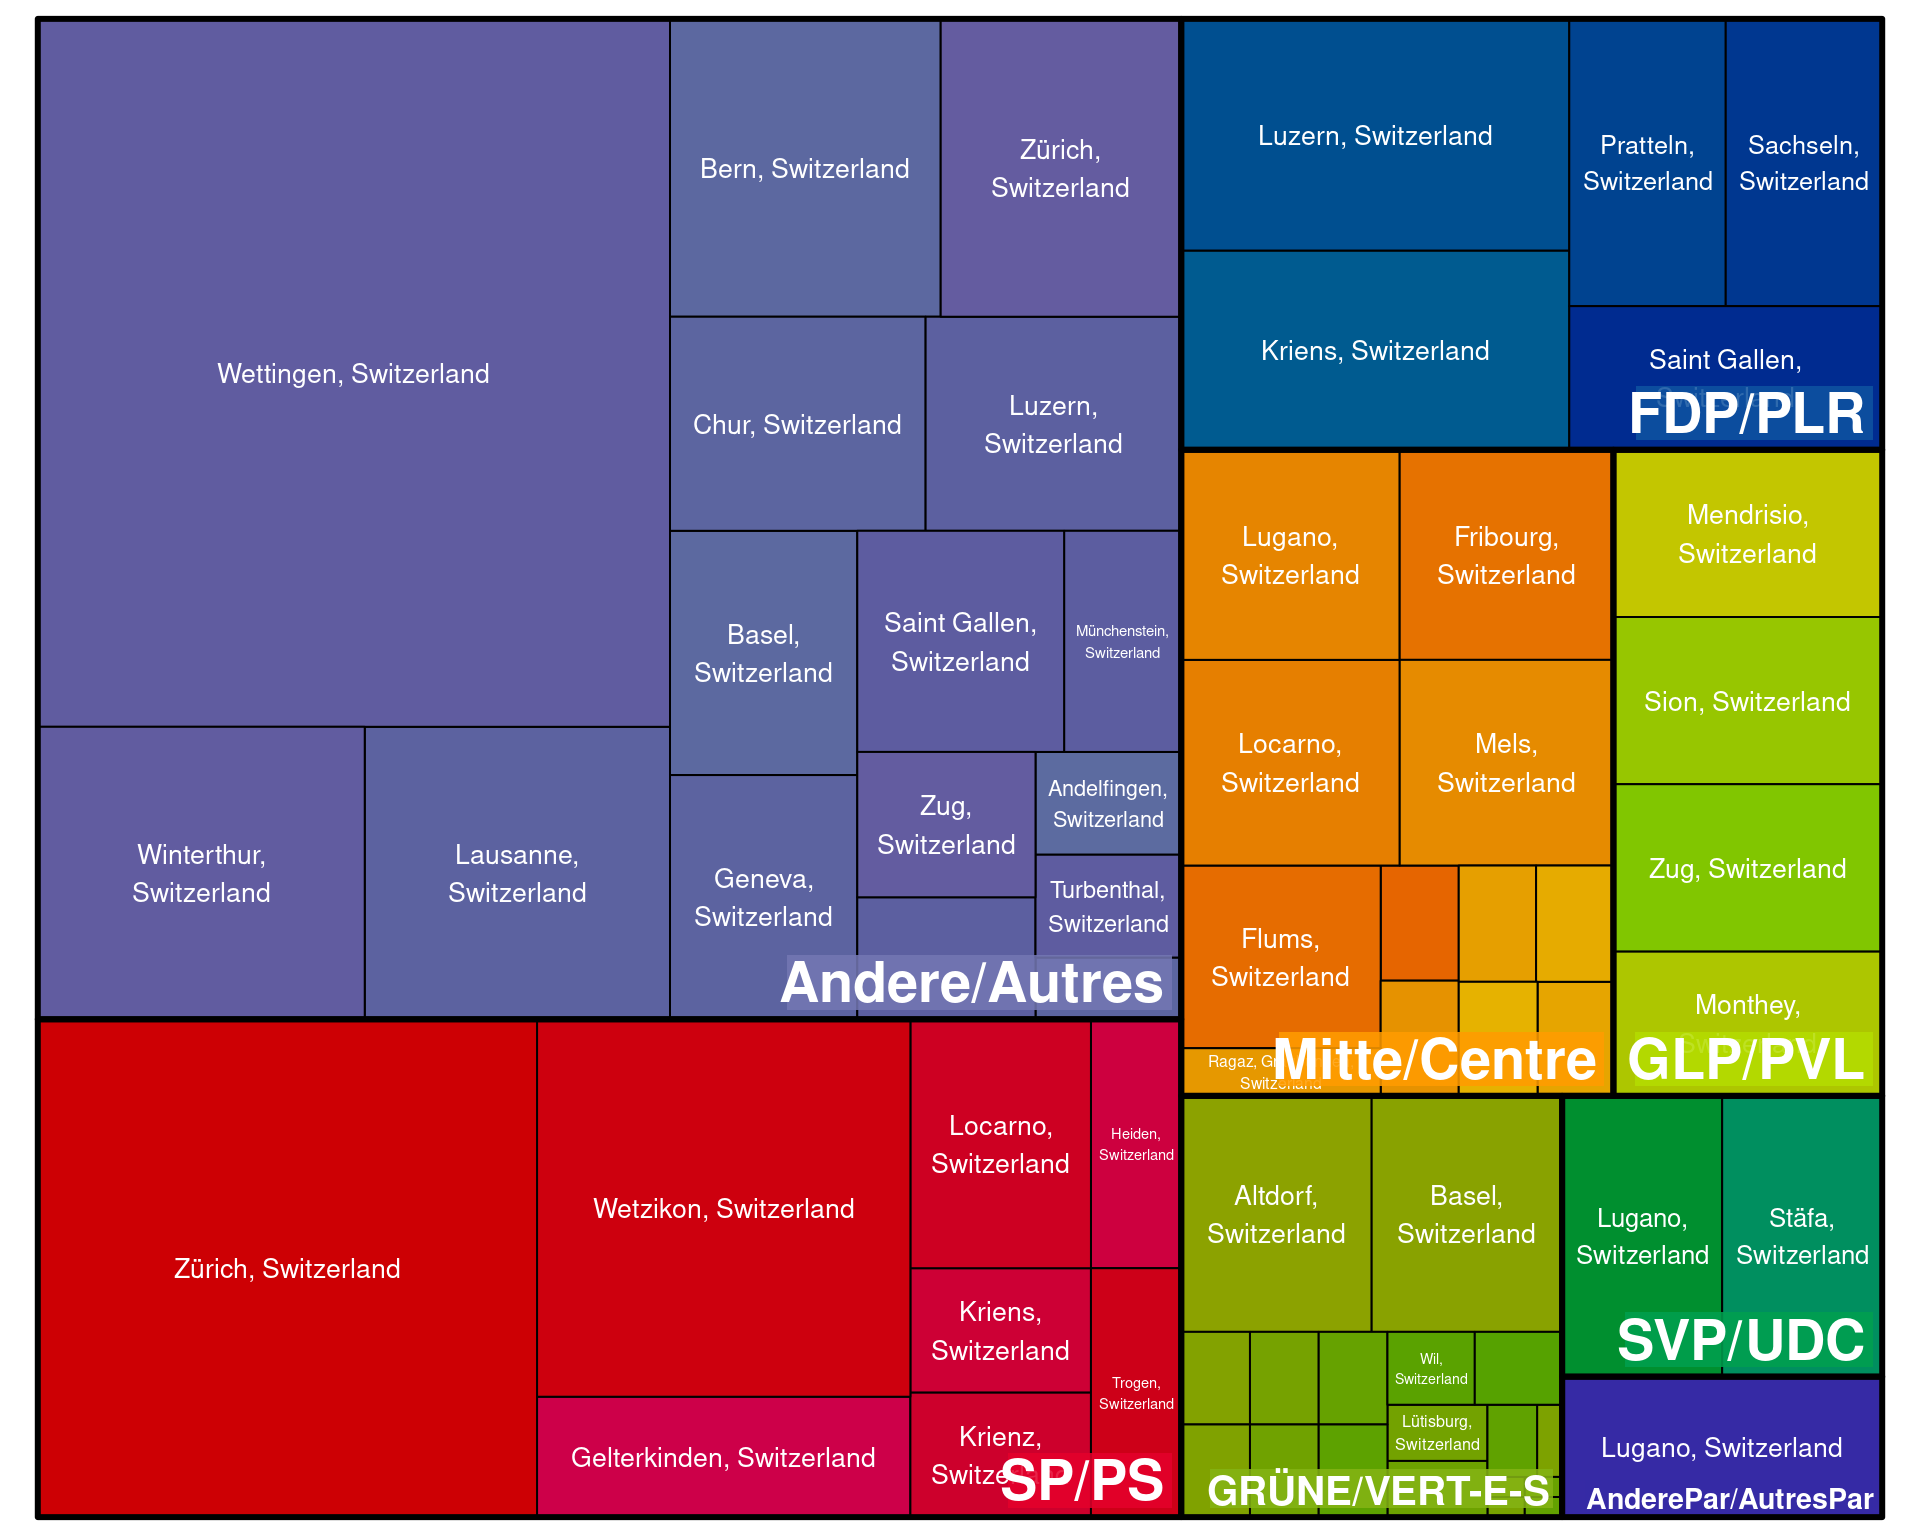 Wettingen, Switzerland
Bern, Switzerland
Zürich,
Switzerland
Chur, Switzerland
Luzern,
Switzerland
Basel,
Switzerland
Saint Gallen,
Switzerland
Münchenstein,
Switzerland
Winterthur,
Switzerland
Lausanne,
Switzerland
Geneva,
Switzerland
Zug,
Switzerland
Andelfingen,
Switzerland
Turbenthal,
Switzerland
Andere/Autres
Luzern, Switzerland
Pratteln,
Switzerland
Sachseln,
Switzerland
Kriens, Switzerland
Saint Gallen,
Switzerland
FDP/PLR
Lugano,
Switzerland
Fribourg,
Switzerland
Locarno,
Switzerland
Mels,
Switzerland
Flums,
Switzerland
Ragaz,
Switzerland
Mitte/Centre
Mendrisio,
Switzerland
Sion, Switzerland
Zug, Switzerland
Monthey,
Switzerland
GLP/PVL
Zürich, Switzerland
Wetzikon, Switzerland
Gelterkinden, Switzerland
Locarno,
Switzerland
Heiden,
Switzerland
Kriens,
Switzerland
Trogen,
Switzerland
Krienz,
Switzerland
SP/PS
Altdorf,
Switzerland
Basel,
Switzerland
Wil,
Switzerland
Lütisburg,
Switzerland
GRÜNE/VERT-E-S
Lugano,
Switzerland
Stäfa,
Switzerland
SVP/UDC
Lugano, Switzerland
AnderePar/AutresPar